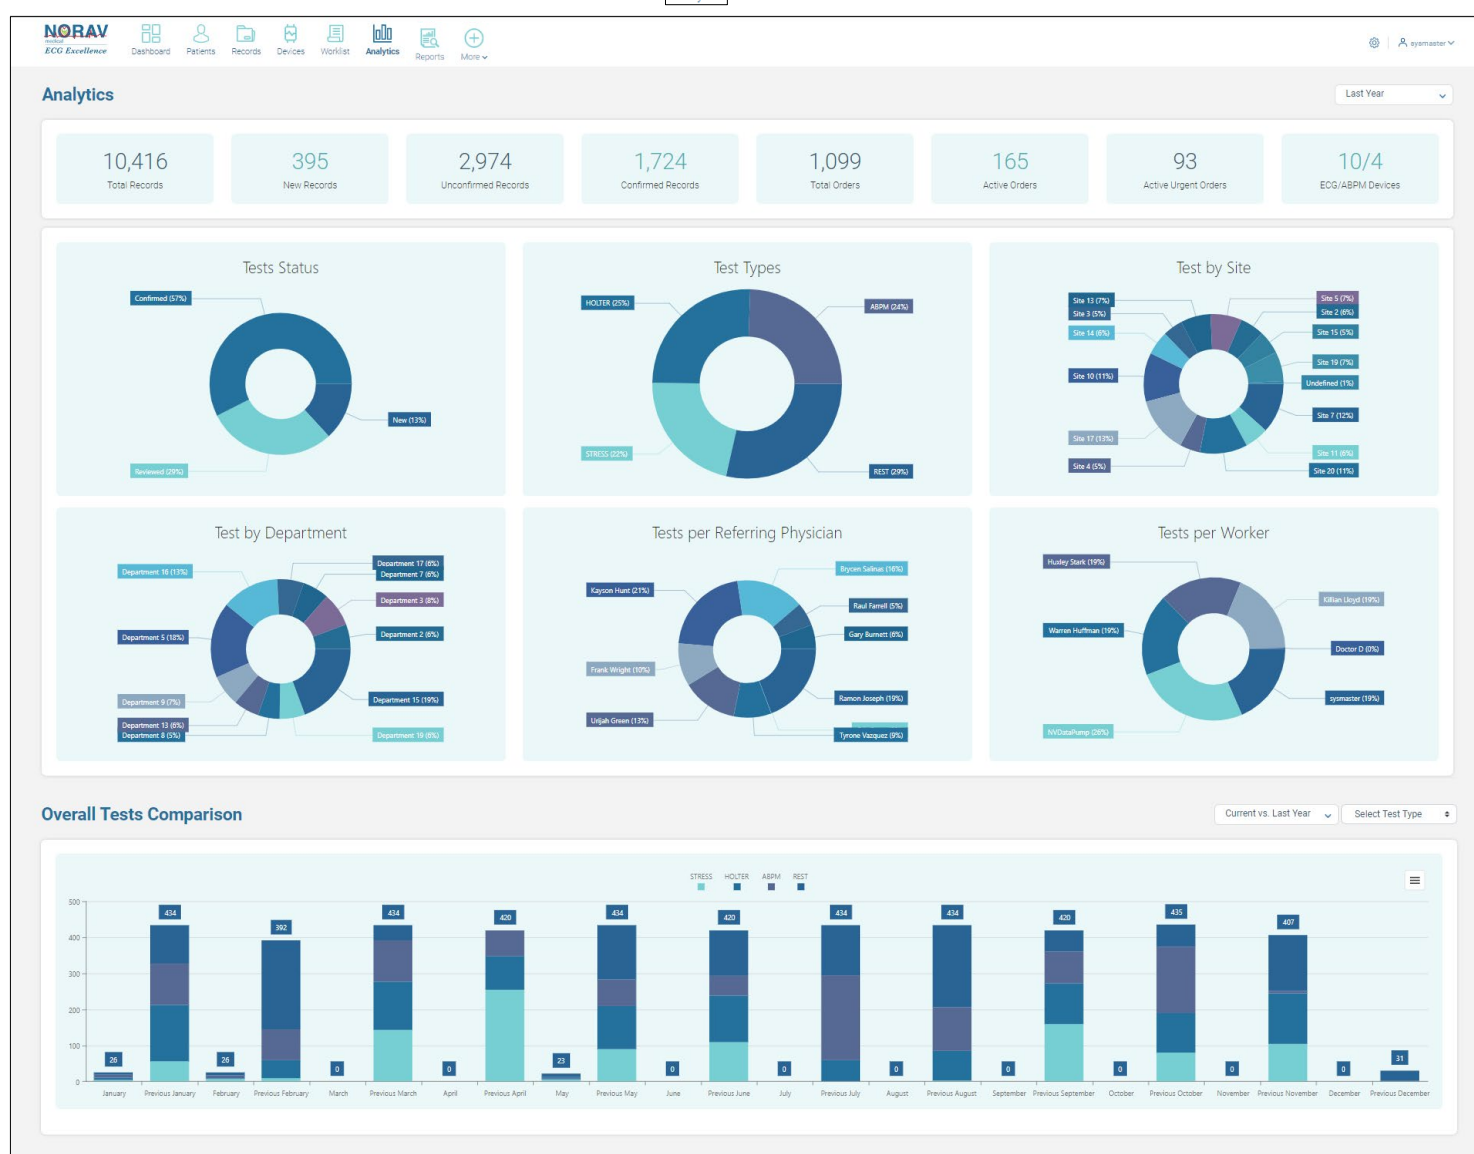 NORAV
medical
ECG Excellence
Dashboard
Patients
Records
Devices
Worklist
Analytics
Reports
More
sysmaster
Analytics
Last Year
10,416
Total Records
395
New Records
2,974
Unconfirmed Records
1,724
Confirmed Records
1,099
Total Orders
165
Active Orders
93
Active Urgent Orders
10/4
ECG/ABPM Devices
Tests Status
Confirmed (57%)
New (13%)
Reviewed (29%)
Test Types
HOLTER (25%)
ABPM (24%)
STRESS (22%)
REST (29%)
Test by Site
Site 13 (7%)
Site 5 (7%)
Site 3 (5%)
Site 2 (6%)
Site 14 (6%)
Site 15 (5%)
Site 19 (7%)
Site 10 (11%)
Undefined (1%)
Site 7 (12%)
Site 17 (13%)
Site 11 (6%)
Site 4 (5%)
Site 20 (11%)
Test by Department
Department 17 (6%)
Department 16 (13%)
Department 7 (6%)
Department 3 (8%)
Department 5 (18%)
Department 2 (6%)
Department 9 (7%)
Department 15 (19%)
Department 13 (6%)
Department 8 (5%)
Department 19 (6%)
Tests per Referring Physician
Brycen Salinas (16%)
Kayson Hunt (21%)
Raul Farrell (5%)
Gary Burnett (6%)
Frank Wright (10%)
Ramon Joseph (19%)
Urijah Green (13%)
Tyrone Vazquez (9%)
Tests per Worker
Huxley Stark (19%)
Killian Lloyd (19%)
Warren Huffman (19%)
Doctor D (0%)
sysmaster (19%)
NVDataPump (26%)
Overall Tests Comparison
Current vs. Last Year
Select Test Type
STRESS HOLTER ABPM REST
500
400
300
200
100
0
26
434
26
392
0
434
0
420
23
434
0
420
0
434
0
434
0
420
0
435
0
407
0
31
January
Previous January
February
Previous February
March
Previous March
April
Previous April
May
Previous May
June
Previous June
July
Previous July
August
Previous August
September
Previous September
October
Previous October
November
Previous November
December
Previous December